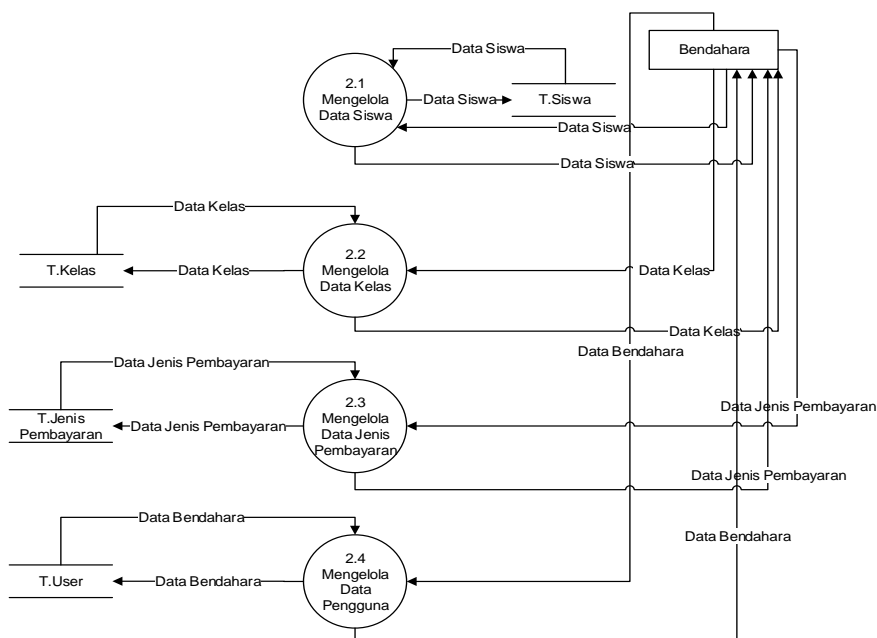 Data Siswa
Bendahara
2.1
Mengelola
Data Siswa
Data Siswa
T.Siswa
Data Siswa
Data Siswa
Data Kelas
2.2
Mengelola
Data Kelas
T.Kelas
Data Kelas
Data Kelas
Data Kelas
Data Bendahara
Data Jenis Pembayaran
2.3
Mengelola
Data Jenis
Pembayaran
T.Jenis
Pembayaran
Data Jenis Pembayaran
Data Jenis Pembayaran
Data Jenis Pembayaran
Data Bendahara
Data Bendahara
2.4
Mengelola
Data
Pengguna
T.User
Data Bendahara